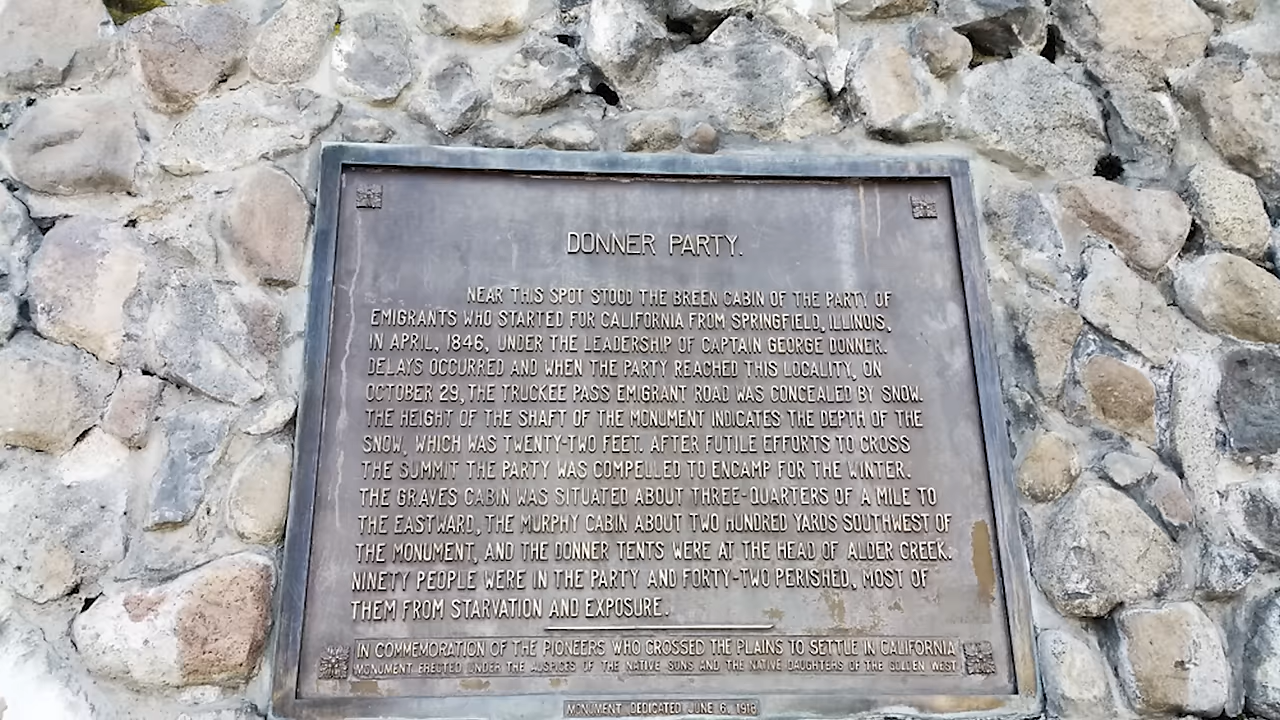 DONNER PARTY.
NEAR THIS SPOT STOOD THE BREEN CABIN OF THE PARTY OF
EMIGRANTS WHO STARTED FOR CALIFORNIA FROM SPRINGFIELD, ILLINOIS,
IN APRIL, 1846, UNDER THE LEADERSHIP OF CAPTAIN GEORGE DONNER.
DELAYS OCCURRED AND WHEN THE PARTY REACHED THIS LOCALITY, ON
OCTOBER 29, THE TRUCKEE PASS EMIGRANT ROAD WAS CONCEALED BY SNOW.
THE HEIGHT OF THE SHAFT OF THE MONUMENT INDICATES THE DEPTH OF THE
SNOW, WHICH WAS TWENTY-TWO FEET. AFTER FUTILE EFFORTS TO CROSS
THE SUMMIT THE PARTY WAS COMPELLED TO ENCAMP FOR THE WINTER.
THE GRAVES CABIN WAS SITUATED ABOUT THREE-QUARTERS OF A MILE TO
THE EASTWARD, THE MURPHY CABIN ABOUT TWO HUNDRED YARDS SOUTHWEST OF
THE MONUMENT, AND THE DONNER TENTS WERE AT THE HEAD OF ALDER CREEK.
NINETY PEOPLE WERE IN THE PARTY AND FORTY-TWO PERISHED, MOST OF
THEM FROM STARVATION AND EXPOSURE.
IN COMMEMORATION OF THE PIONEERS WHO CROSSED THE PLAINS TO SETTLE IN CALIFORNIA
MONUMENT ERECTED UNDER THE AUSPICES OF THE NATIVE SONS AND THE NATIVE DAUGHTERS OF THE GOLDEN WEST
MONUMENT DEDICATED JUNE 6, 1918